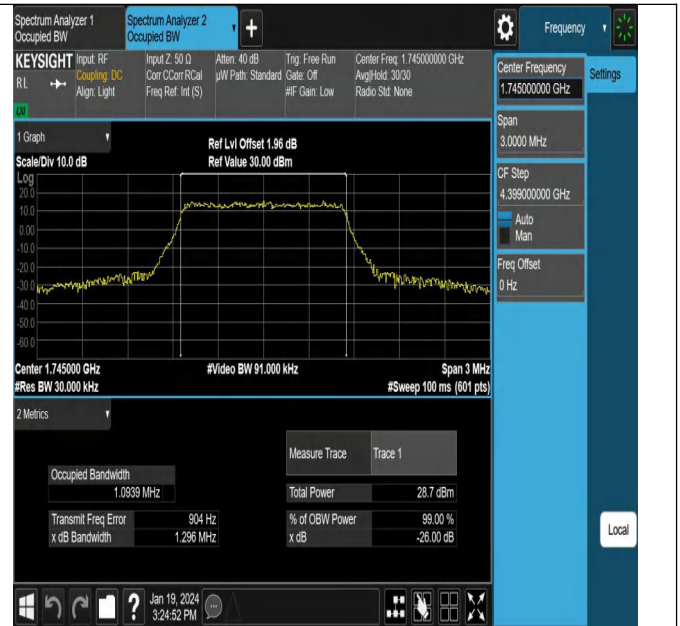 Spectrum Analyzer 1
Occupied BW
Spectrum Analyzer 2
Occupied BW
Frequency
KEYSIGHT
RL
Input: RF
Coupling: DC
Align: Light
Input Z: 50 Ω
Corr CCorr RCal
Freq Ref: Int (S)
Atten: 40 dB
µW Path: Standard
Trig: Free Run
Gate: Off
#IF Gain: Low
Center Freq: 1.745000000 GHz
Avg|Hold: 30/30
Radio Std: None
Center Frequency
1.745000000 GHz
Settings
Span
3.0000 MHz
CF Step
4.399000000 GHz
Auto
Man
Freq Offset
0 Hz
1 Graph
Scale/Div 10.0 dB
Ref Lvl Offset 1.96 dB
Ref Value 30.00 dBm
Log
20.0
10.0
0.00
-10.0
-20.0
-30.0
-40.0
-50.0
-60.0
Center 1.745000 GHz
#Res BW 30.000 kHz
#Video BW 91.000 kHz
Span 3 MHz
#Sweep 100 ms (601 pts)
2 Metrics
Measure Trace
Trace 1
Occupied Bandwidth
1.0939 MHz
Total Power
28.7 dBm
Transmit Freq Error
904 Hz
% of OBW Power
99.00 %
x dB Bandwidth
1.296 MHz
x dB
-26.00 dB
Local
?
Jan 19, 2024
3:24:52 PM